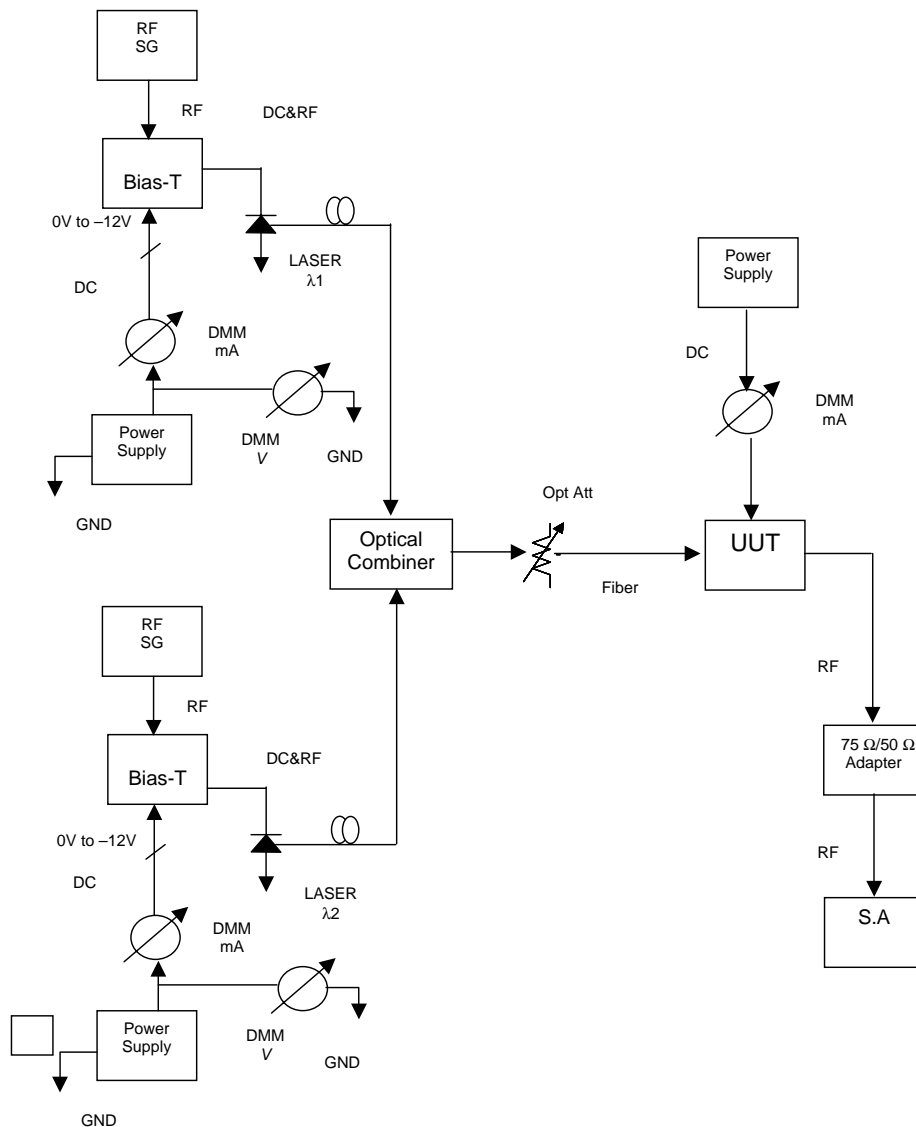 RF
SG
RF
DC&RF
Bias-T
0V to –12V
LASER
λ1
DC
DMM
mA
Power
Supply
DMM
V
GND
GND
Power
Supply
DC
DMM
mA
Opt Att
Optical
Combiner
UUT
Fiber
RF
SG
RF
DC&RF
Bias-T
0V to –12V
DC
LASER
λ2
DMM
mA
Power
Supply
DMM
V
GND
GND
RF
75 Ω/50 Ω
Adapter
RF
S.A